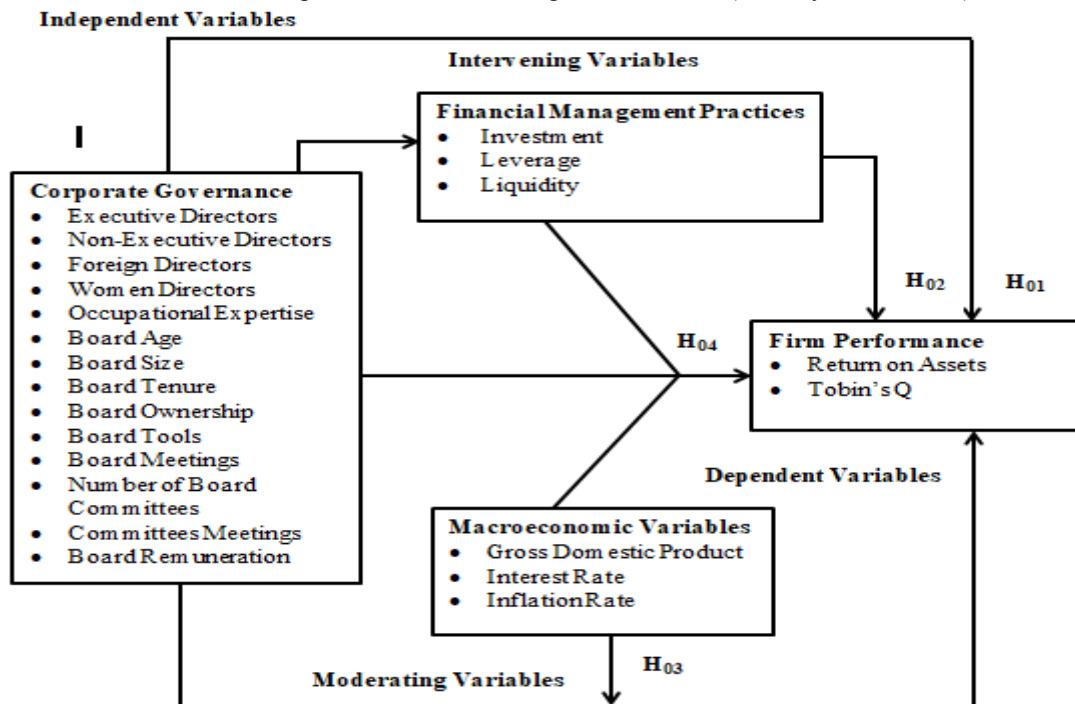 Independent Variables
Intervening Variables
Financial Management Practices
• Investment
• Leverage
• Liquidity
I
Corporate Governance
• Executive Directors
• Non-Executive Directors
• Foreign Directors
• Women Directors
• Occupational Expertise
• Board Age
• Board Size
• Board Tenure
• Board Ownership
• Board Tools
• Board Meetings
• Number of Board
Committees
• Committees Meetings
• Board Remuneration
H02
H01
H04
Firm Performance
• Return on Assets
• Tobin's Q
Dependent Variables
Macroeconomic Variables
• Gross Domestic Product
• Interest Rate
• Inflation Rate
H03
Moderating Variables